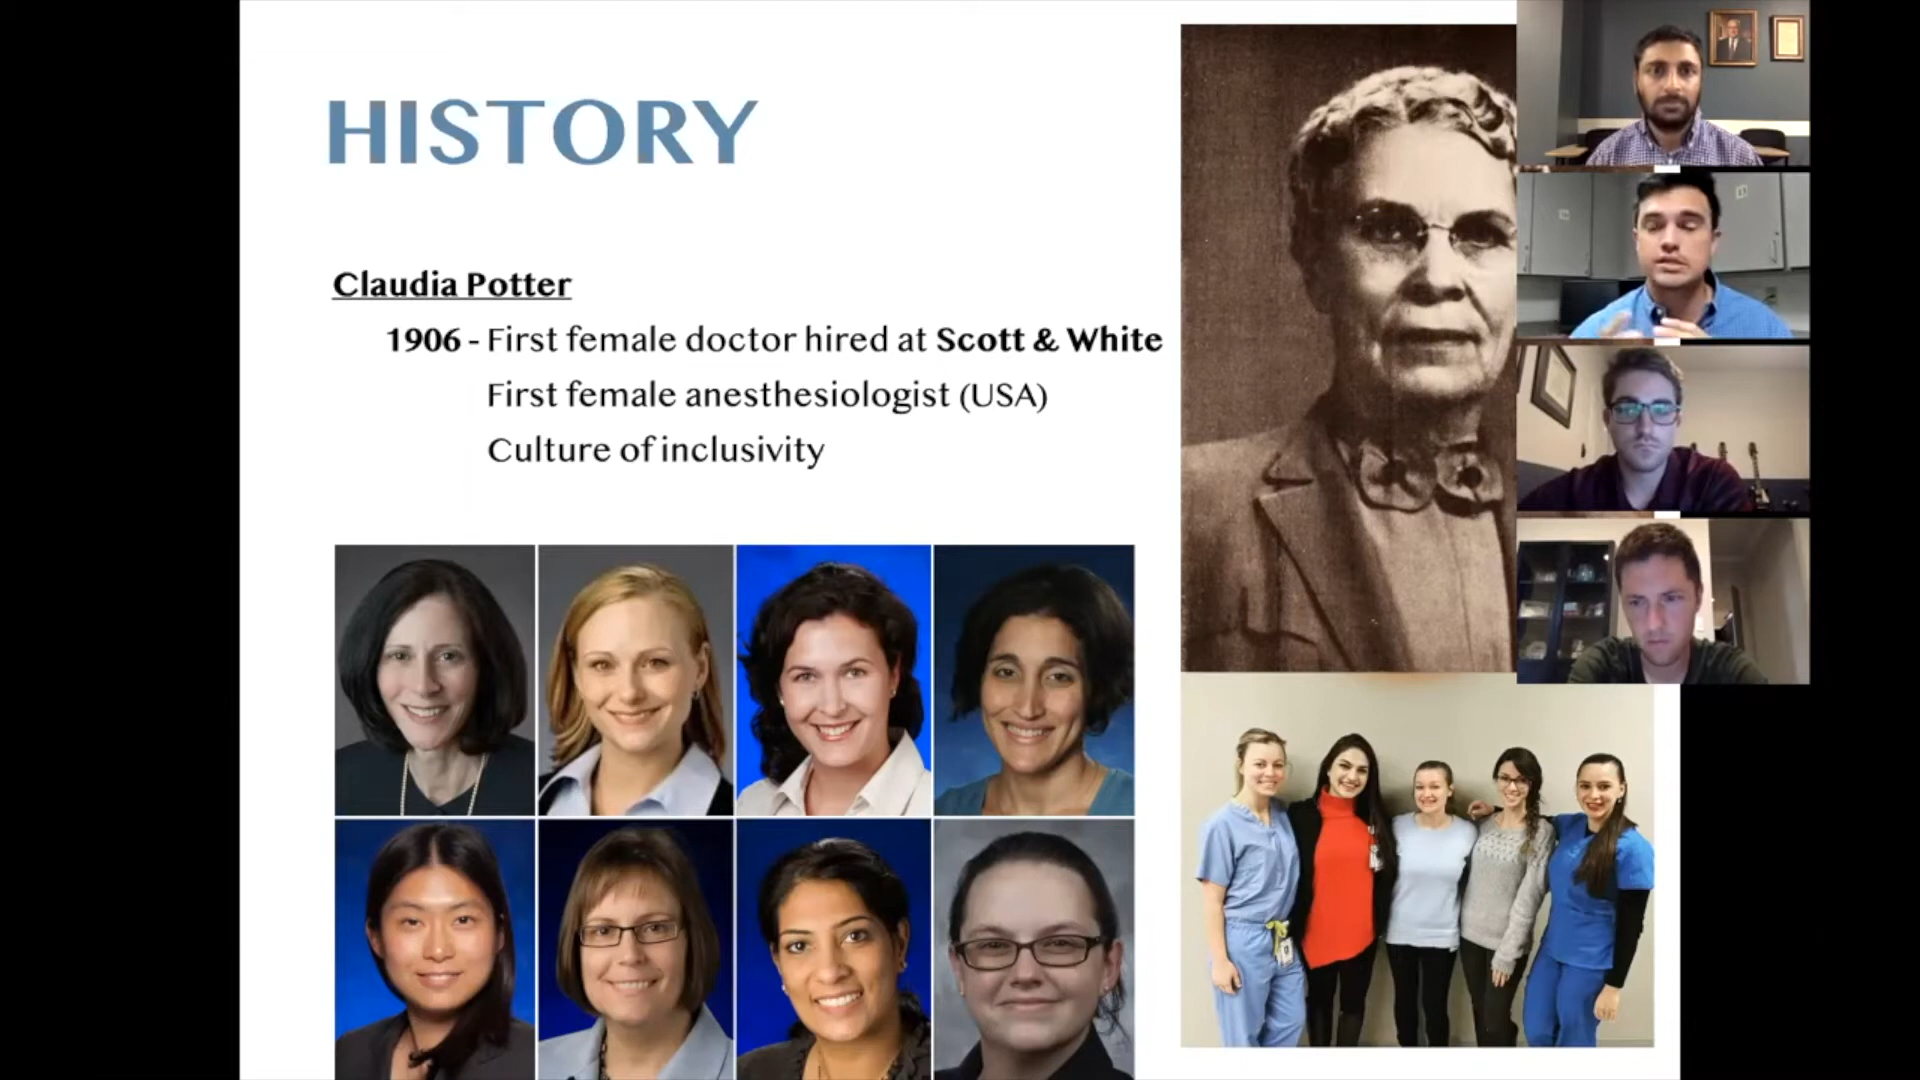 HISTORY
Claudia Potter
1906 - First female doctor hired at Scott & White
First female anesthesiologist (USA)
Culture of inclusivity